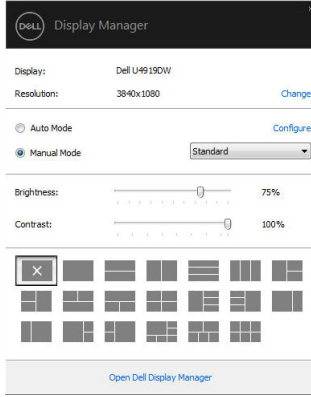 DELL Display Manager
Display: Dell U4919DW
Resolution: 3840x1080 Change
Auto Mode Configure
Manual Mode Standard
Brightness: 75%
Contrast: 100%
Open Dell Display Manager